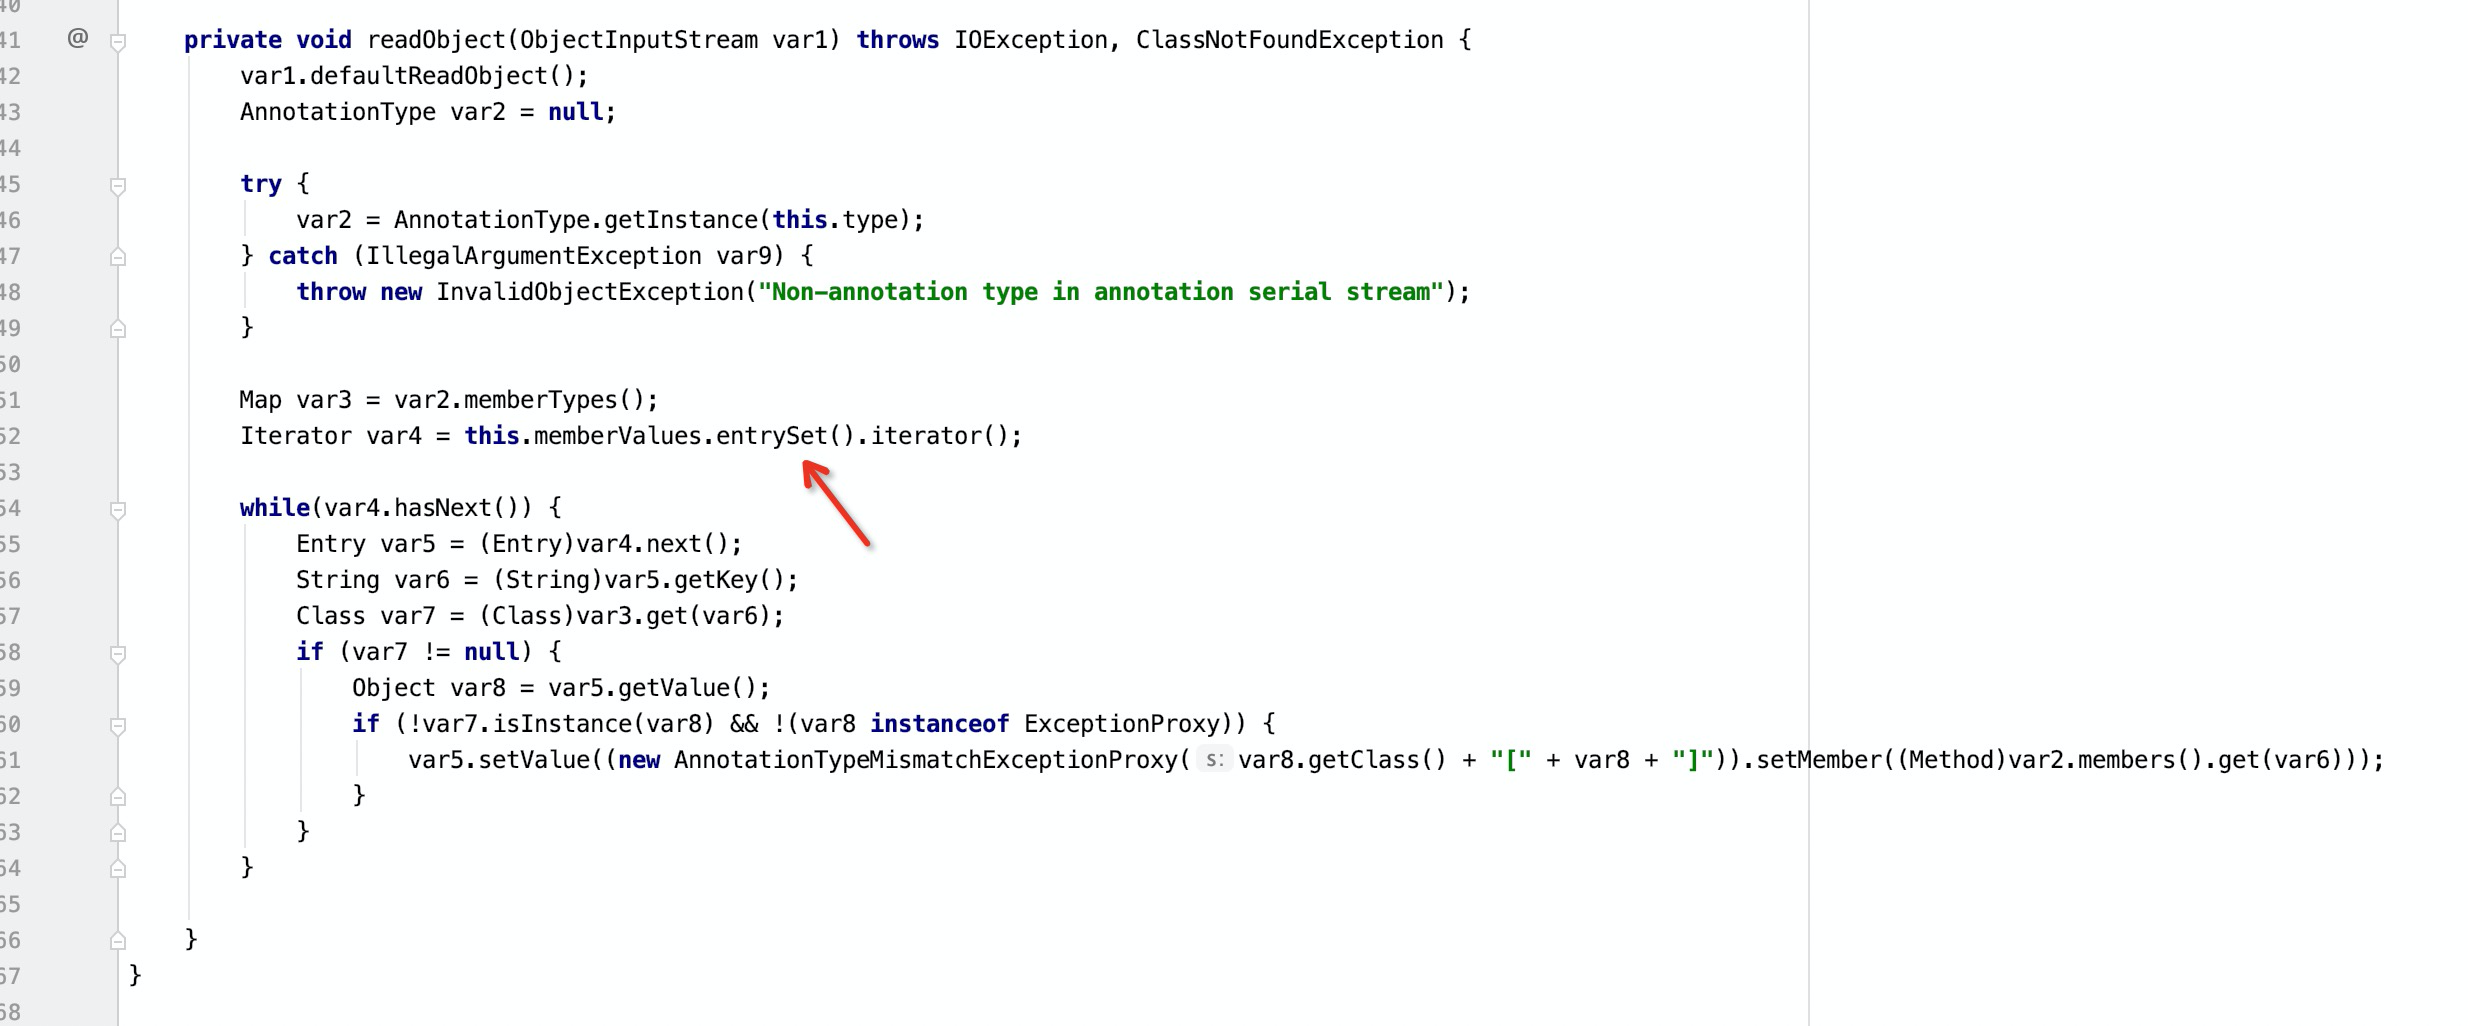 40
41 @ private void readObject(ObjectInputStream var1) throws IOException, ClassNotFoundException {
42 var1.defaultReadObject();
43 AnnotationType var2 = null;
44
45 try {
46 var2 = AnnotationType.getInstance(this.type);
47 } catch (IllegalArgumentException var9) {
48 throw new InvalidObjectException("Non-annotation type in annotation serial stream");
49 }
50
51 Map var3 = var2.memberTypes();
52 Iterator var4 = this.memberValues.entrySet().iterator();
53
54 while(var4.hasNext()) {
55 Entry var5 = (Entry)var4.next();
56 String var6 = (String)var5.getKey();
57 Class var7 = (Class)var3.get(var6);
58 if (var7 != null) {
59 Object var8 = var5.getValue();
60 if (!var7.isInstance(var8) && !(var8 instanceof ExceptionProxy)) {
61 var5.setValue((new AnnotationTypeMismatchExceptionProxy( s: var8.getClass() + "[" + var8 + "]")).setMember((Method)var2.members().get(var6)));
62 }
63 }
64 }
65
66 }
67 }
68